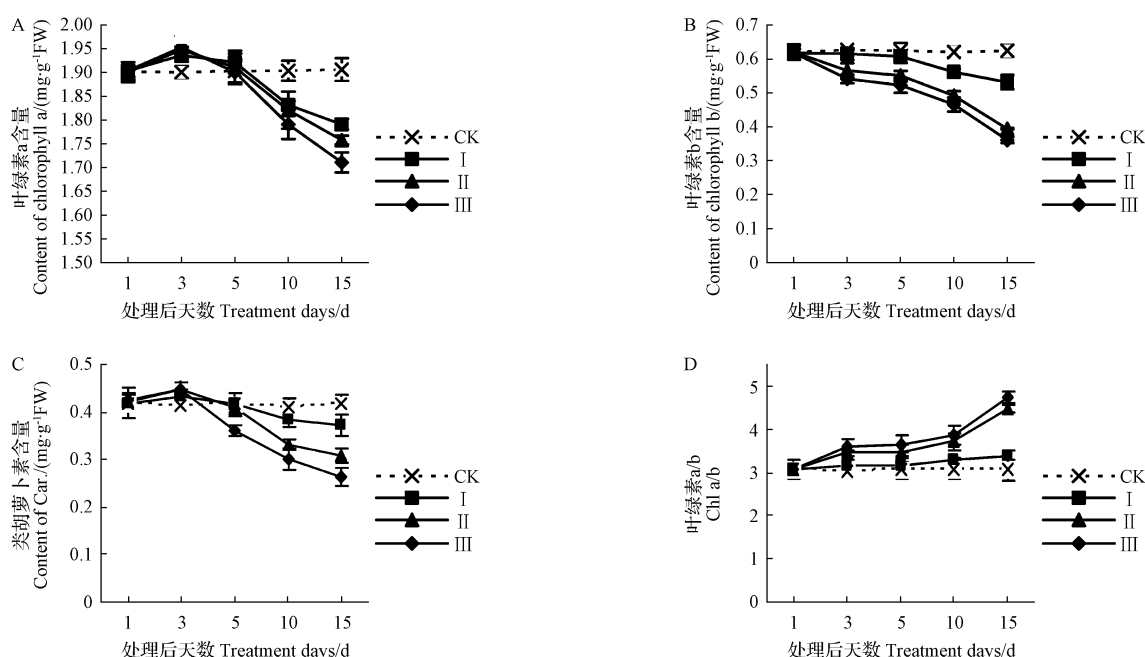 A
叶绿素a含量
Content of chlorophyll a/(mg·g⁻¹FW)
2.00
1.95
1.90
1.85
1.80
1.75
1.70
1.65
1.60
1.55
1.50
1 3 5 10 15
处理后天数 Treatment days/d
CK
Ⅰ
Ⅱ
Ⅲ
B
叶绿素b含量
Content of chlorophyll b/(mg·g⁻¹FW)
0.7
0.6
0.5
0.4
0.3
0.2
0.1
0
1 3 5 10 15
处理后天数 Treatment days/d
CK
Ⅰ
Ⅱ
Ⅲ
C
类胡萝卜素含量
Content of Car./(mg·g⁻¹FW)
0.5
0.4
0.3
0.2
0.1
0
1 3 5 10 15
处理后天数 Treatment days/d
CK
Ⅰ
Ⅱ
Ⅲ
D
叶绿素a/b
Chl a/b
5
4
3
2
1
0
1 3 5 10 15
处理后天数 Treatment days/d
CK
Ⅰ
Ⅱ
Ⅲ